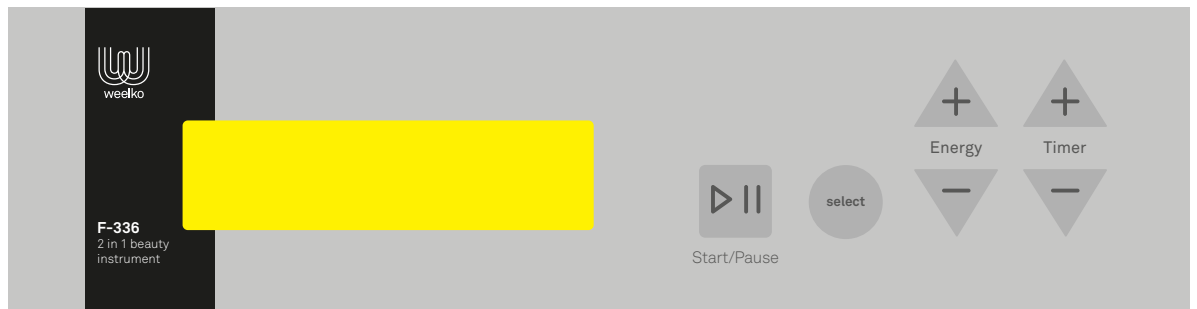 weelko
F-336
2 in 1 beauty
instrument
Start/Pause
select
Energy
Timer